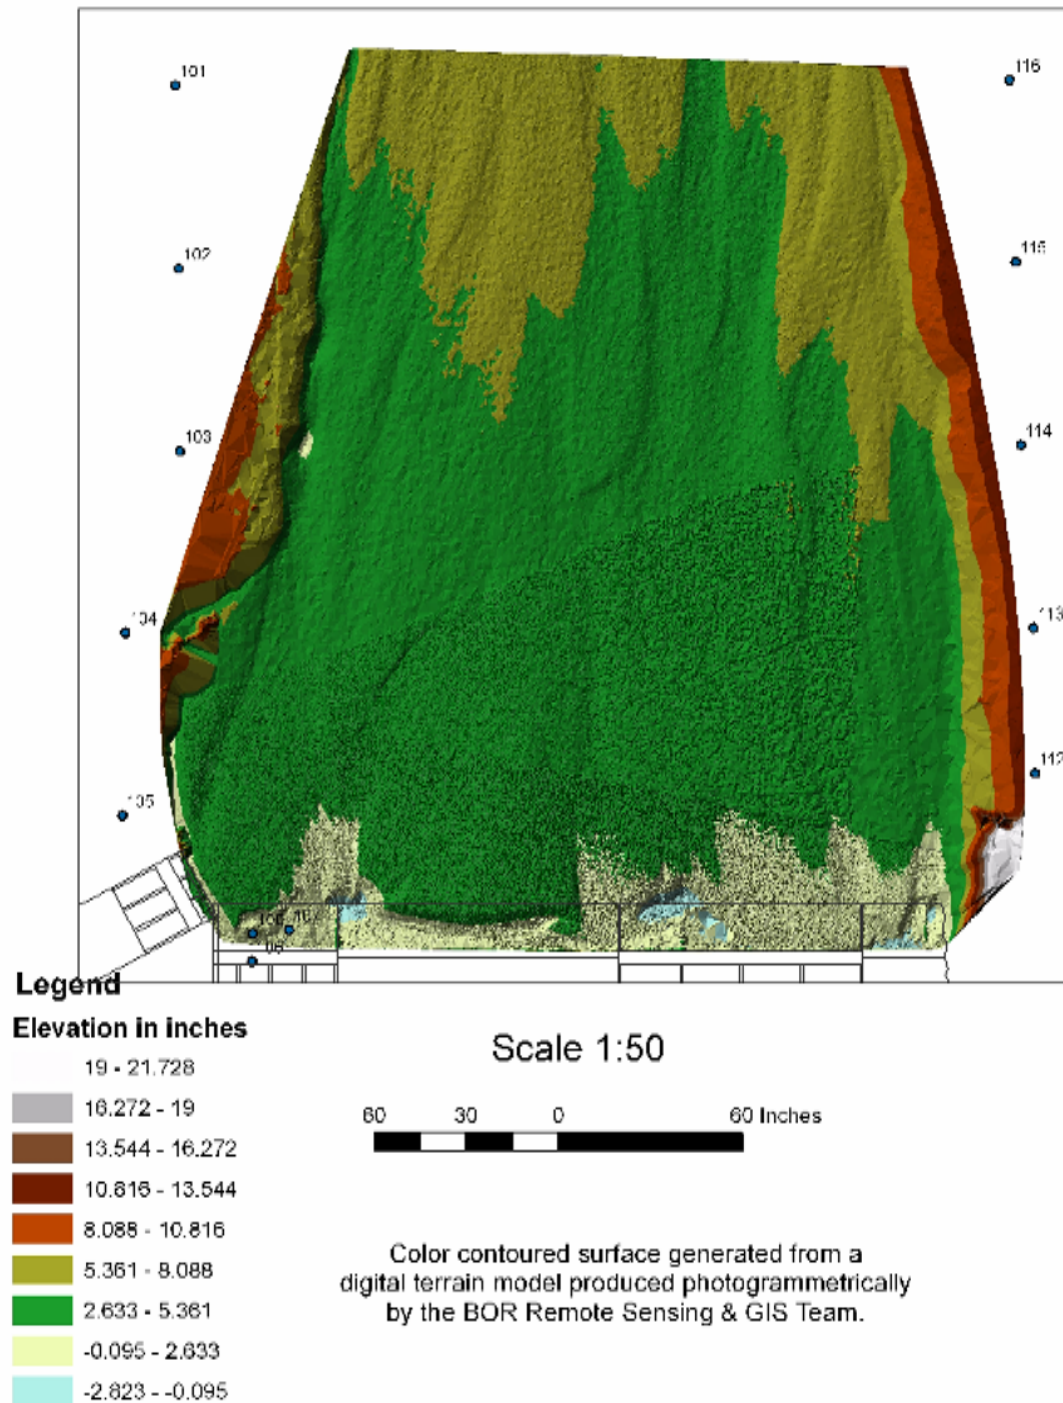 101
116
102
115
103
114
104
113
112
105
Legend
Elevation in inches
19 - 21.728
16.272 - 19
13.544 - 16.272
10.816 - 13.544
8.088 - 10.816
5.361 - 8.088
2.633 - 5.361
-0.095 - 2.633
-2.823 - -0.095
Scale 1:50
60 30 0 60 Inches
Color contoured surface generated from a
digital terrain model produced photogrammetrically
by the BOR Remote Sensing & GIS Team.